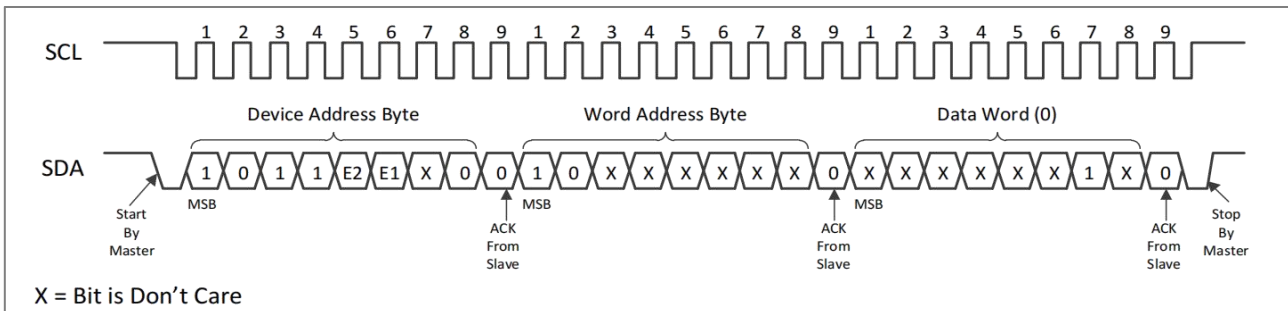 1 2 3 4 5 6 7 8 9 1 2 3 4 5 6 7 8 9 1 2 3 4 5 6 7 8 9
SCL
Device Address Byte Word Address Byte Data Word (0)
SDA 1 0 1 1 E2 E1 X 0 0 1 0 X X X X X X 0 X X X X X X 1 X 0
MSB MSB MSB
Start By Master
ACK From Slave
ACK From Slave
ACK From Slave
Stop By Master
X = Bit is Don't Care